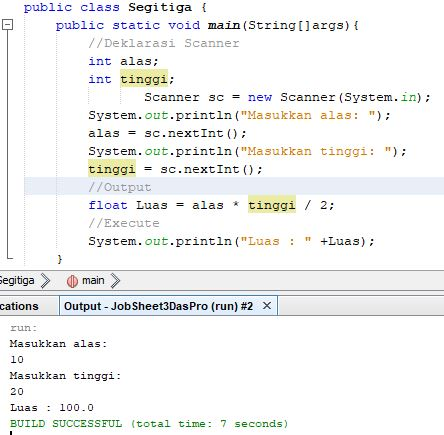 public class Segitiga {
public static void main(String[]args){
//Deklarasi Scanner
int alas;
int tinggi;
Scanner sc = new Scanner(System.in);
System.out.println("Masukkan alas: ");
alas = sc.nextInt();
System.out.println("Masukkan tinggi: ");
tinggi = sc.nextInt();
//Output
float Luas = alas * tinggi / 2;
//Execute
System.out.println("Luas : " +Luas);
}
Segitiga main
cations Output - JobSheet3DasPro (run) #2 ×
run:
Masukkan alas:
10
Masukkan tinggi:
20
Luas : 100.0
BUILD SUCCESSFUL (total time: 7 seconds)